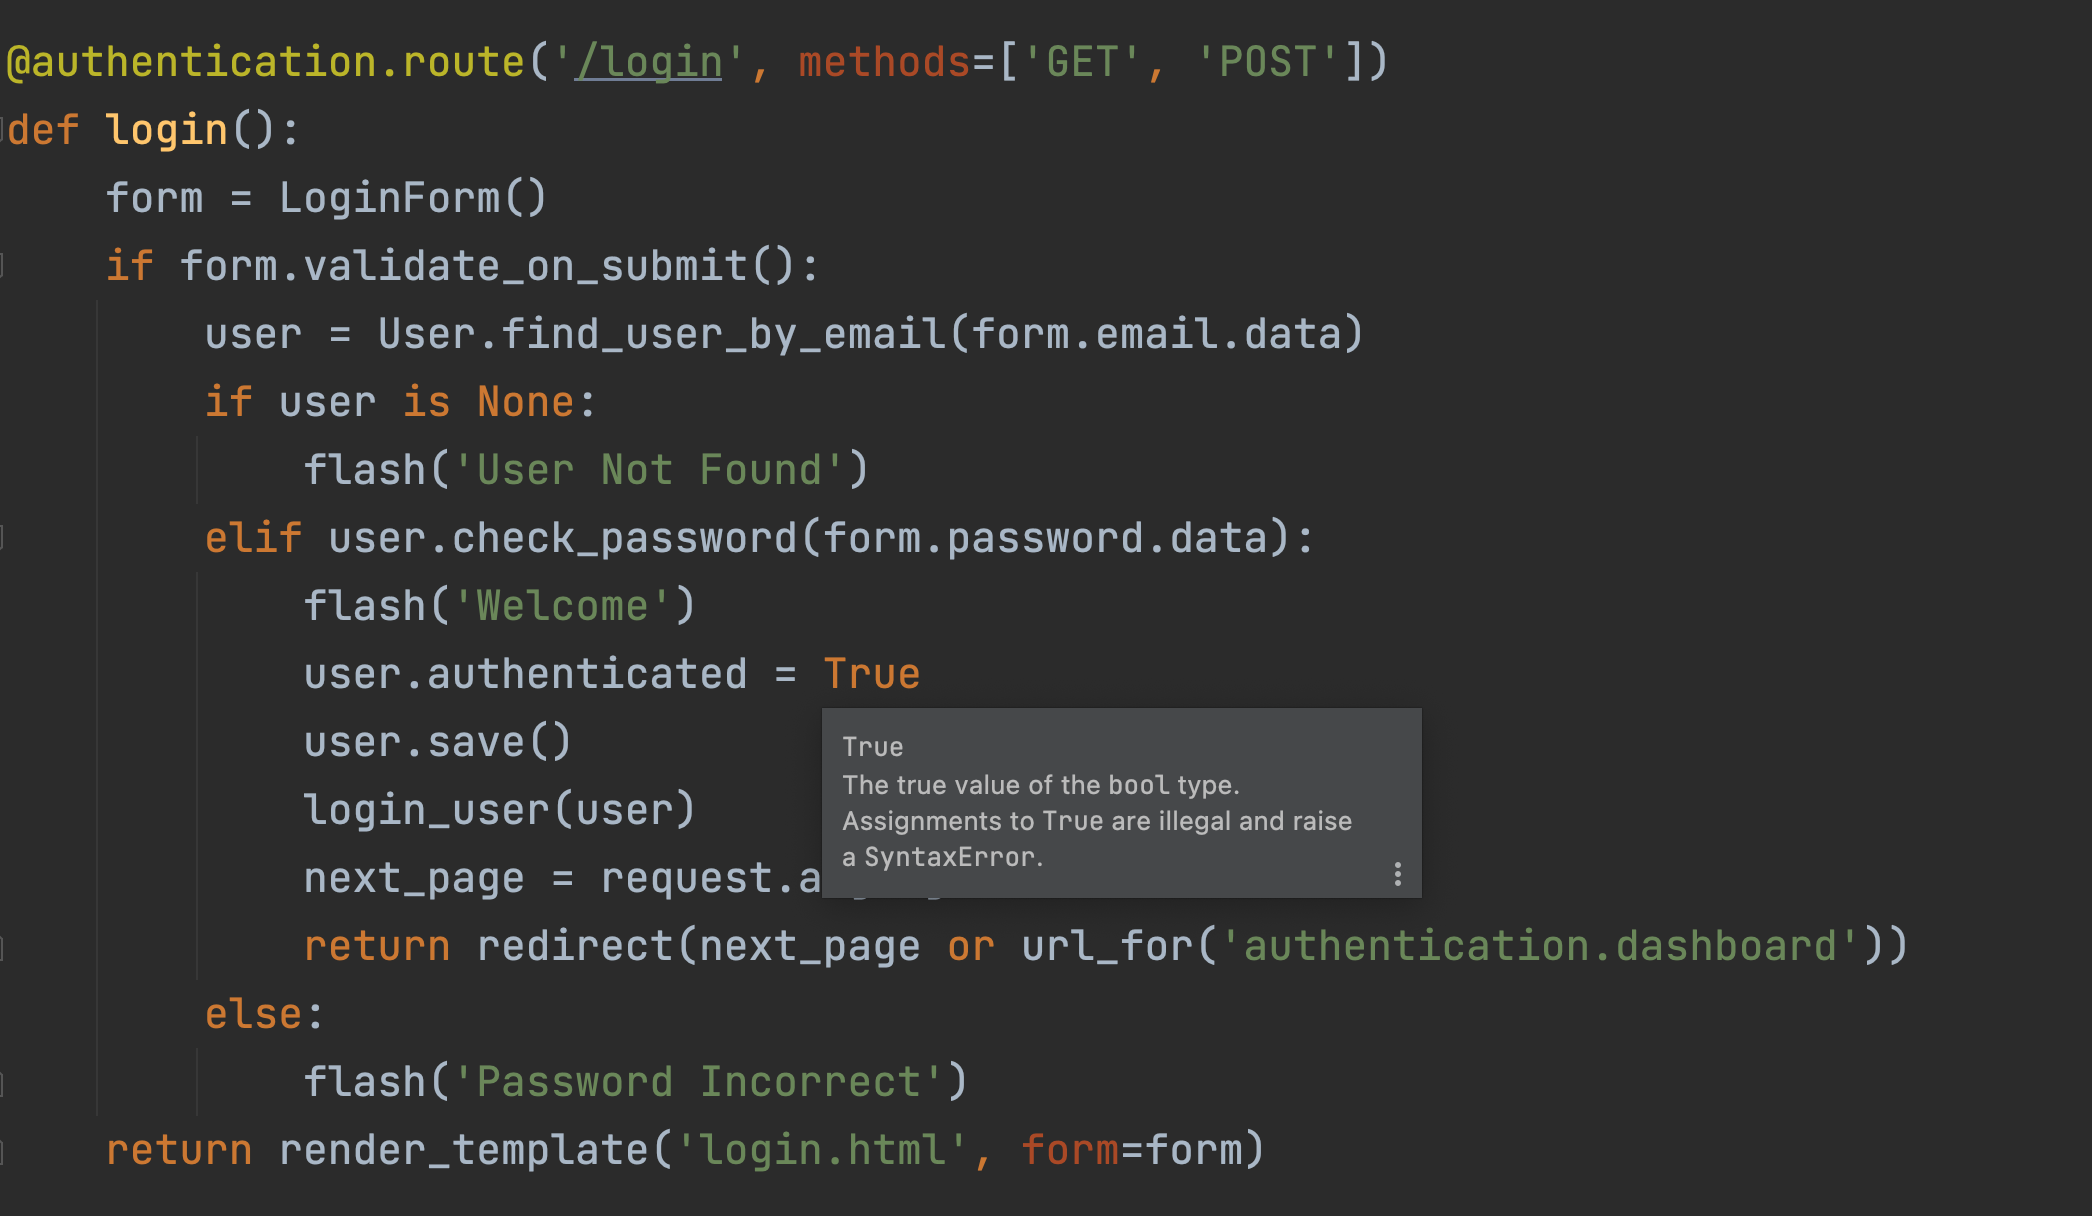 @authentication.route('/login', methods=['GET', 'POST'])
def login():
    form = LoginForm()
    if form.validate_on_submit():
        user = User.find_user_by_email(form.email.data)
        if user is None:
            flash('User Not Found')
        elif user.check_password(form.password.data):
            flash('Welcome')
            user.authenticated = True
            user.save()
            login_user(user)
            next_page = request.a
True
The true value of the bool type.
Assignments to True are illegal and raise
a SyntaxError.
            return redirect(next_page or url_for('authentication.dashboard'))
        else:
            flash('Password Incorrect')
    return render_template('login.html', form=form)